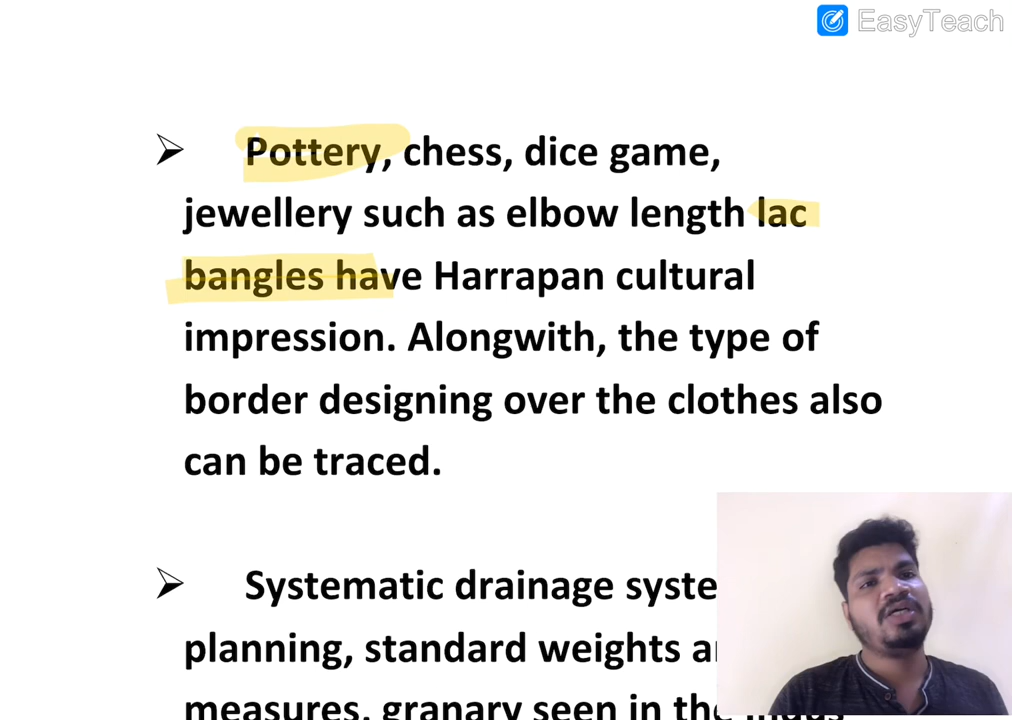 EasyTeach
➢ Pottery, chess, dice game,
jewellery such as elbow length lac
bangles have Harrapan cultural
impression. Alongwith, the type of
border designing over the clothes also
can be traced.
➢ Systematic drainage syste
planning, standard weights a
measures, granary seen in the